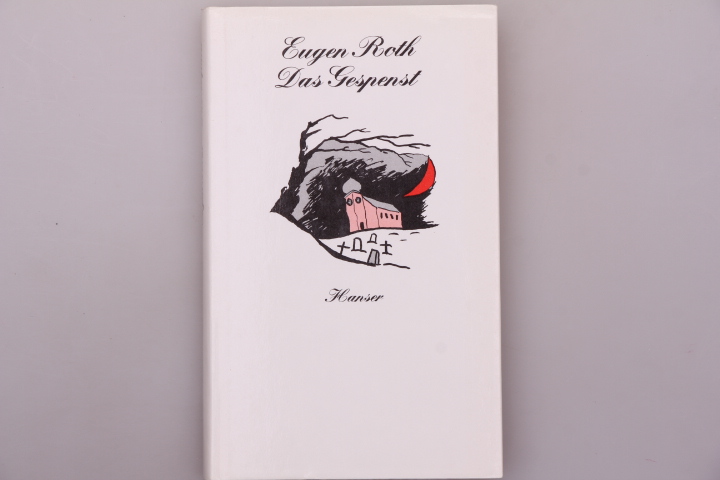 Eugen Roth
Das Gespenst
Hanser